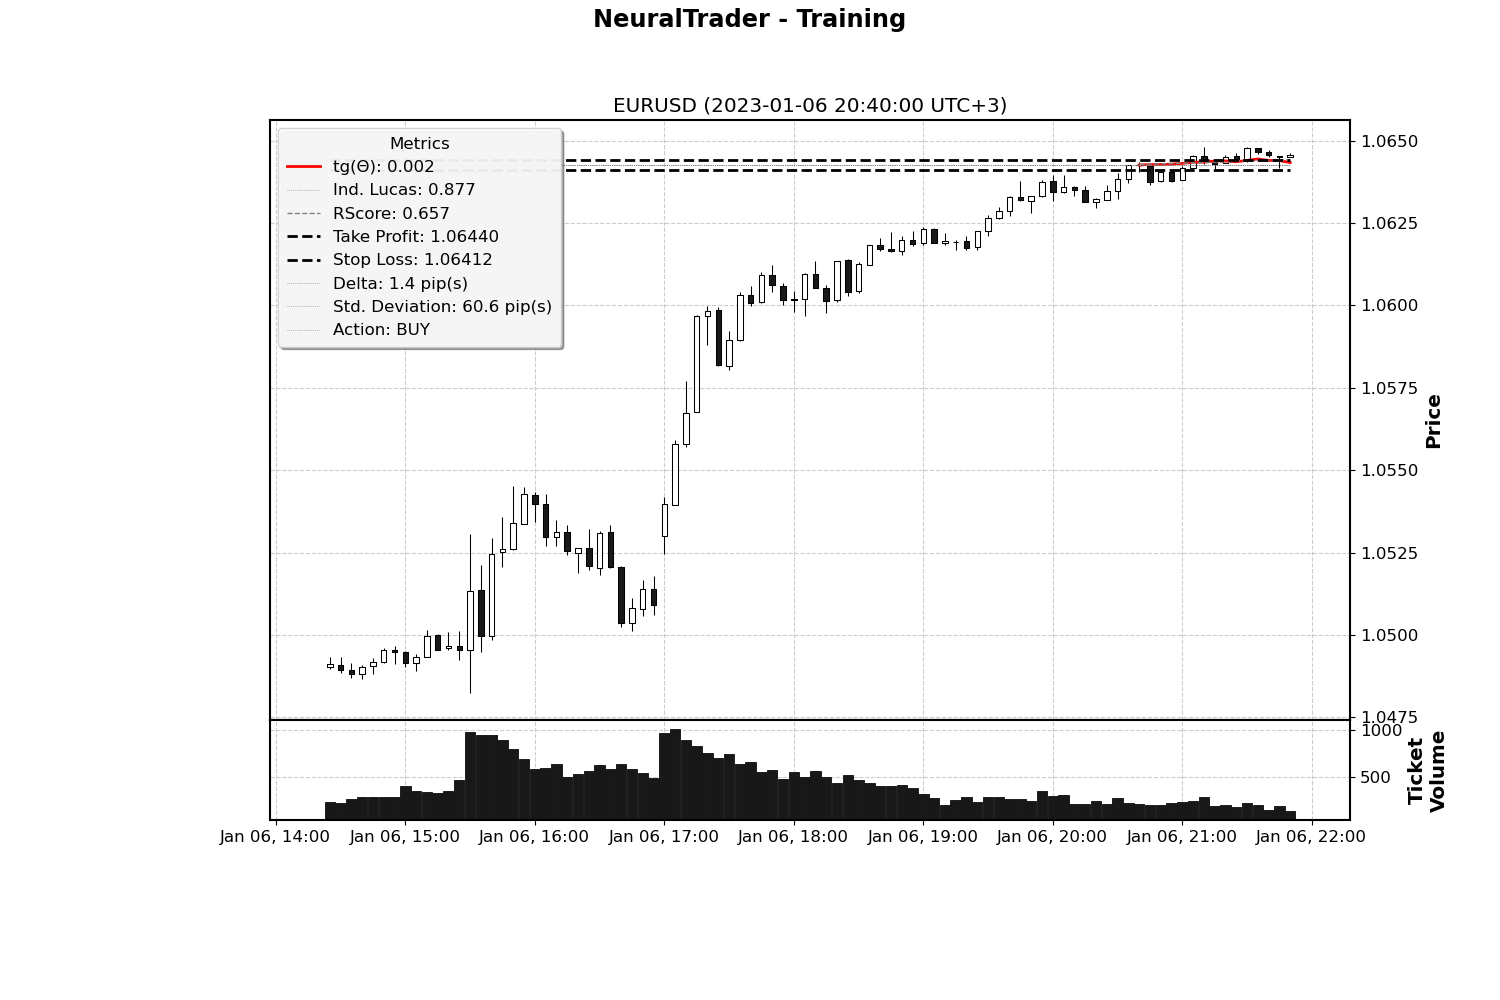 NeuralTrader - Training
EURUSD (2023-01-06 20:40:00 UTC+3)
Metrics
tg(Θ): 0.002
Ind. Lucas: 0.877
RScore: 0.657
Take Profit: 1.06440
Stop Loss: 1.06412
Delta: 1.4 pip(s)
Std. Deviation: 60.6 pip(s)
Action: BUY
1.0650
1.0625
1.0600
1.0575
1.0550
1.0525
1.0500
1.0475
Price
1000
500
Ticket
Volume
Jan 06, 14:00 Jan 06, 15:00 Jan 06, 16:00 Jan 06, 17:00 Jan 06, 18:00 Jan 06, 19:00 Jan 06, 20:00 Jan 06, 21:00 Jan 06, 22:00